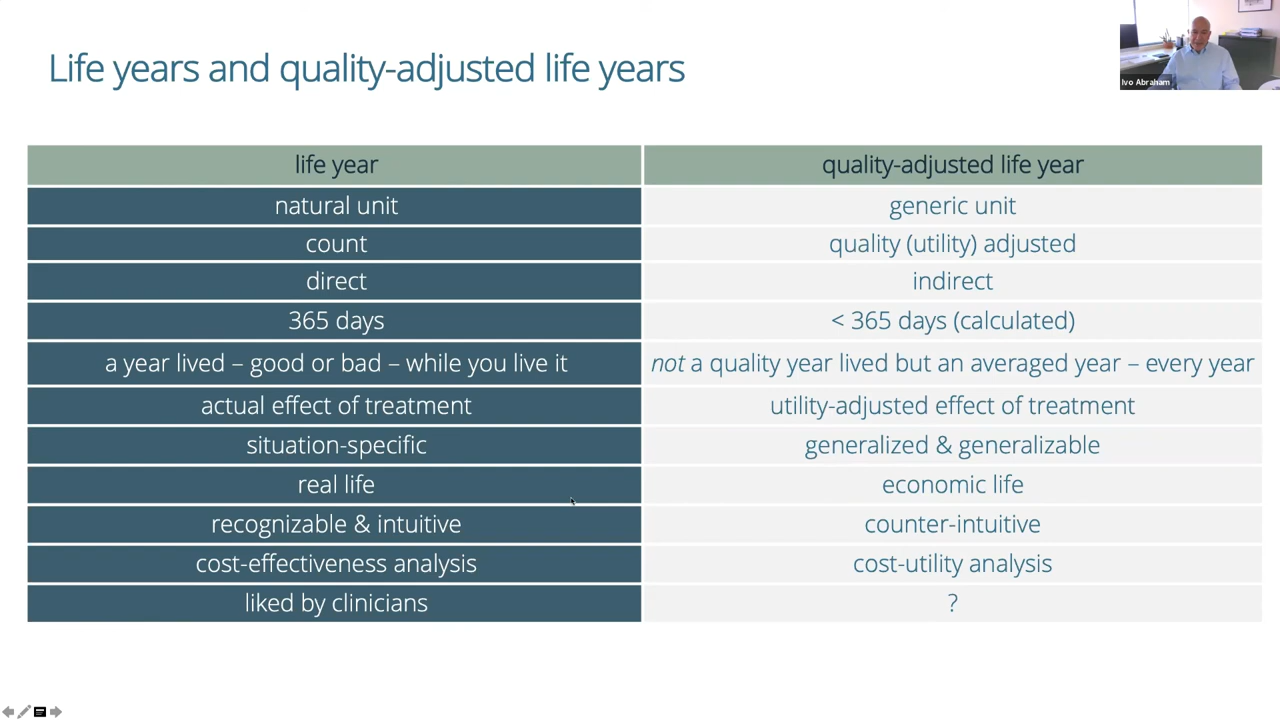 Life years and quality-adjusted life years
Ivo Abraham
life year
quality-adjusted life year
natural unit
generic unit
count
quality (utility) adjusted
direct
indirect
365 days
< 365 days (calculated)
a year lived – good or bad – while you live it
not a quality year lived but an averaged year – every year
actual effect of treatment
utility-adjusted effect of treatment
situation-specific
generalized & generalizable
real life
economic life
recognizable & intuitive
counter-intuitive
cost-effectiveness analysis
cost-utility analysis
liked by clinicians
?